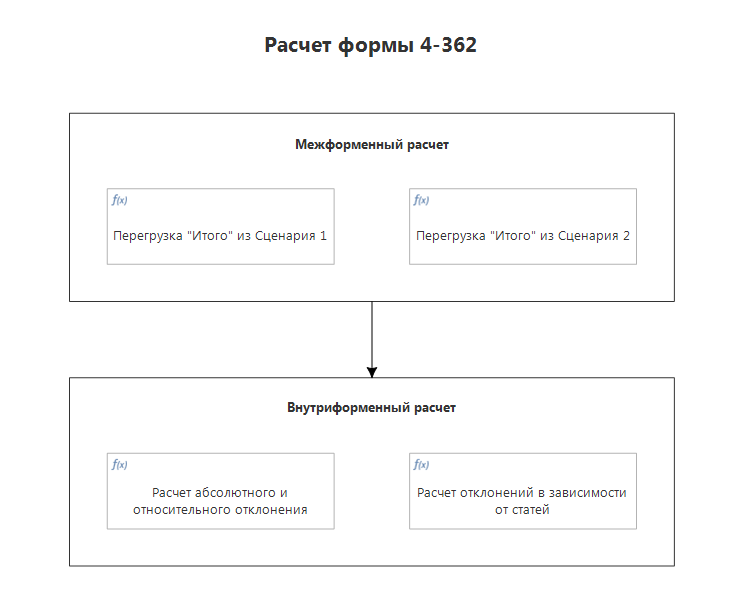 Расчет формы 4-362
Межформенный расчет
f(x)
Перегрузка "Итого" из Сценария 1
f(x)
Перегрузка "Итого" из Сценария 2
Внутриформенный расчет
f(x)
Расчет абсолютного и
относительного отклонения
f(x)
Расчет отклонений в зависимости
от статей